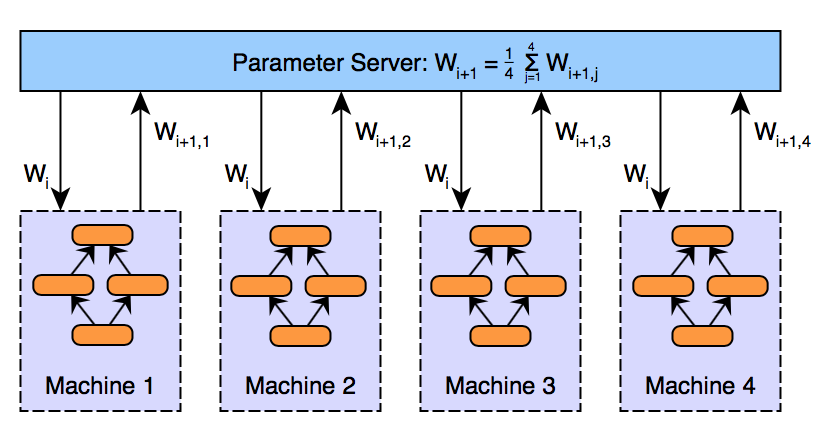 Parameter Server: W_{i+1} = \frac{1}{4} \sum_{j=1}^{4} W_{i+1,j}
W_i W_{i+1,1} W_i W_{i+1,2} W_i W_{i+1,3} W_i W_{i+1,4}
Machine 1 Machine 2 Machine 3 Machine 4